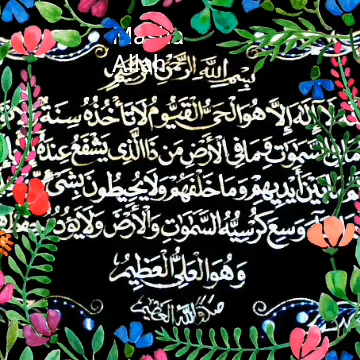 Allah
بسم الله الرحمن الرحيم
إله إلا هو الحي القيوم لا تأخذه سنة
السموات وما في الأرض من ذا الذي يشفع عنده
بين أيديهم وما خلفهم ولا يحيطون بشيء
وسع كرسيه السموات والأرض ولا يؤده
وهو العلي العظيم
صدق الله العظيم